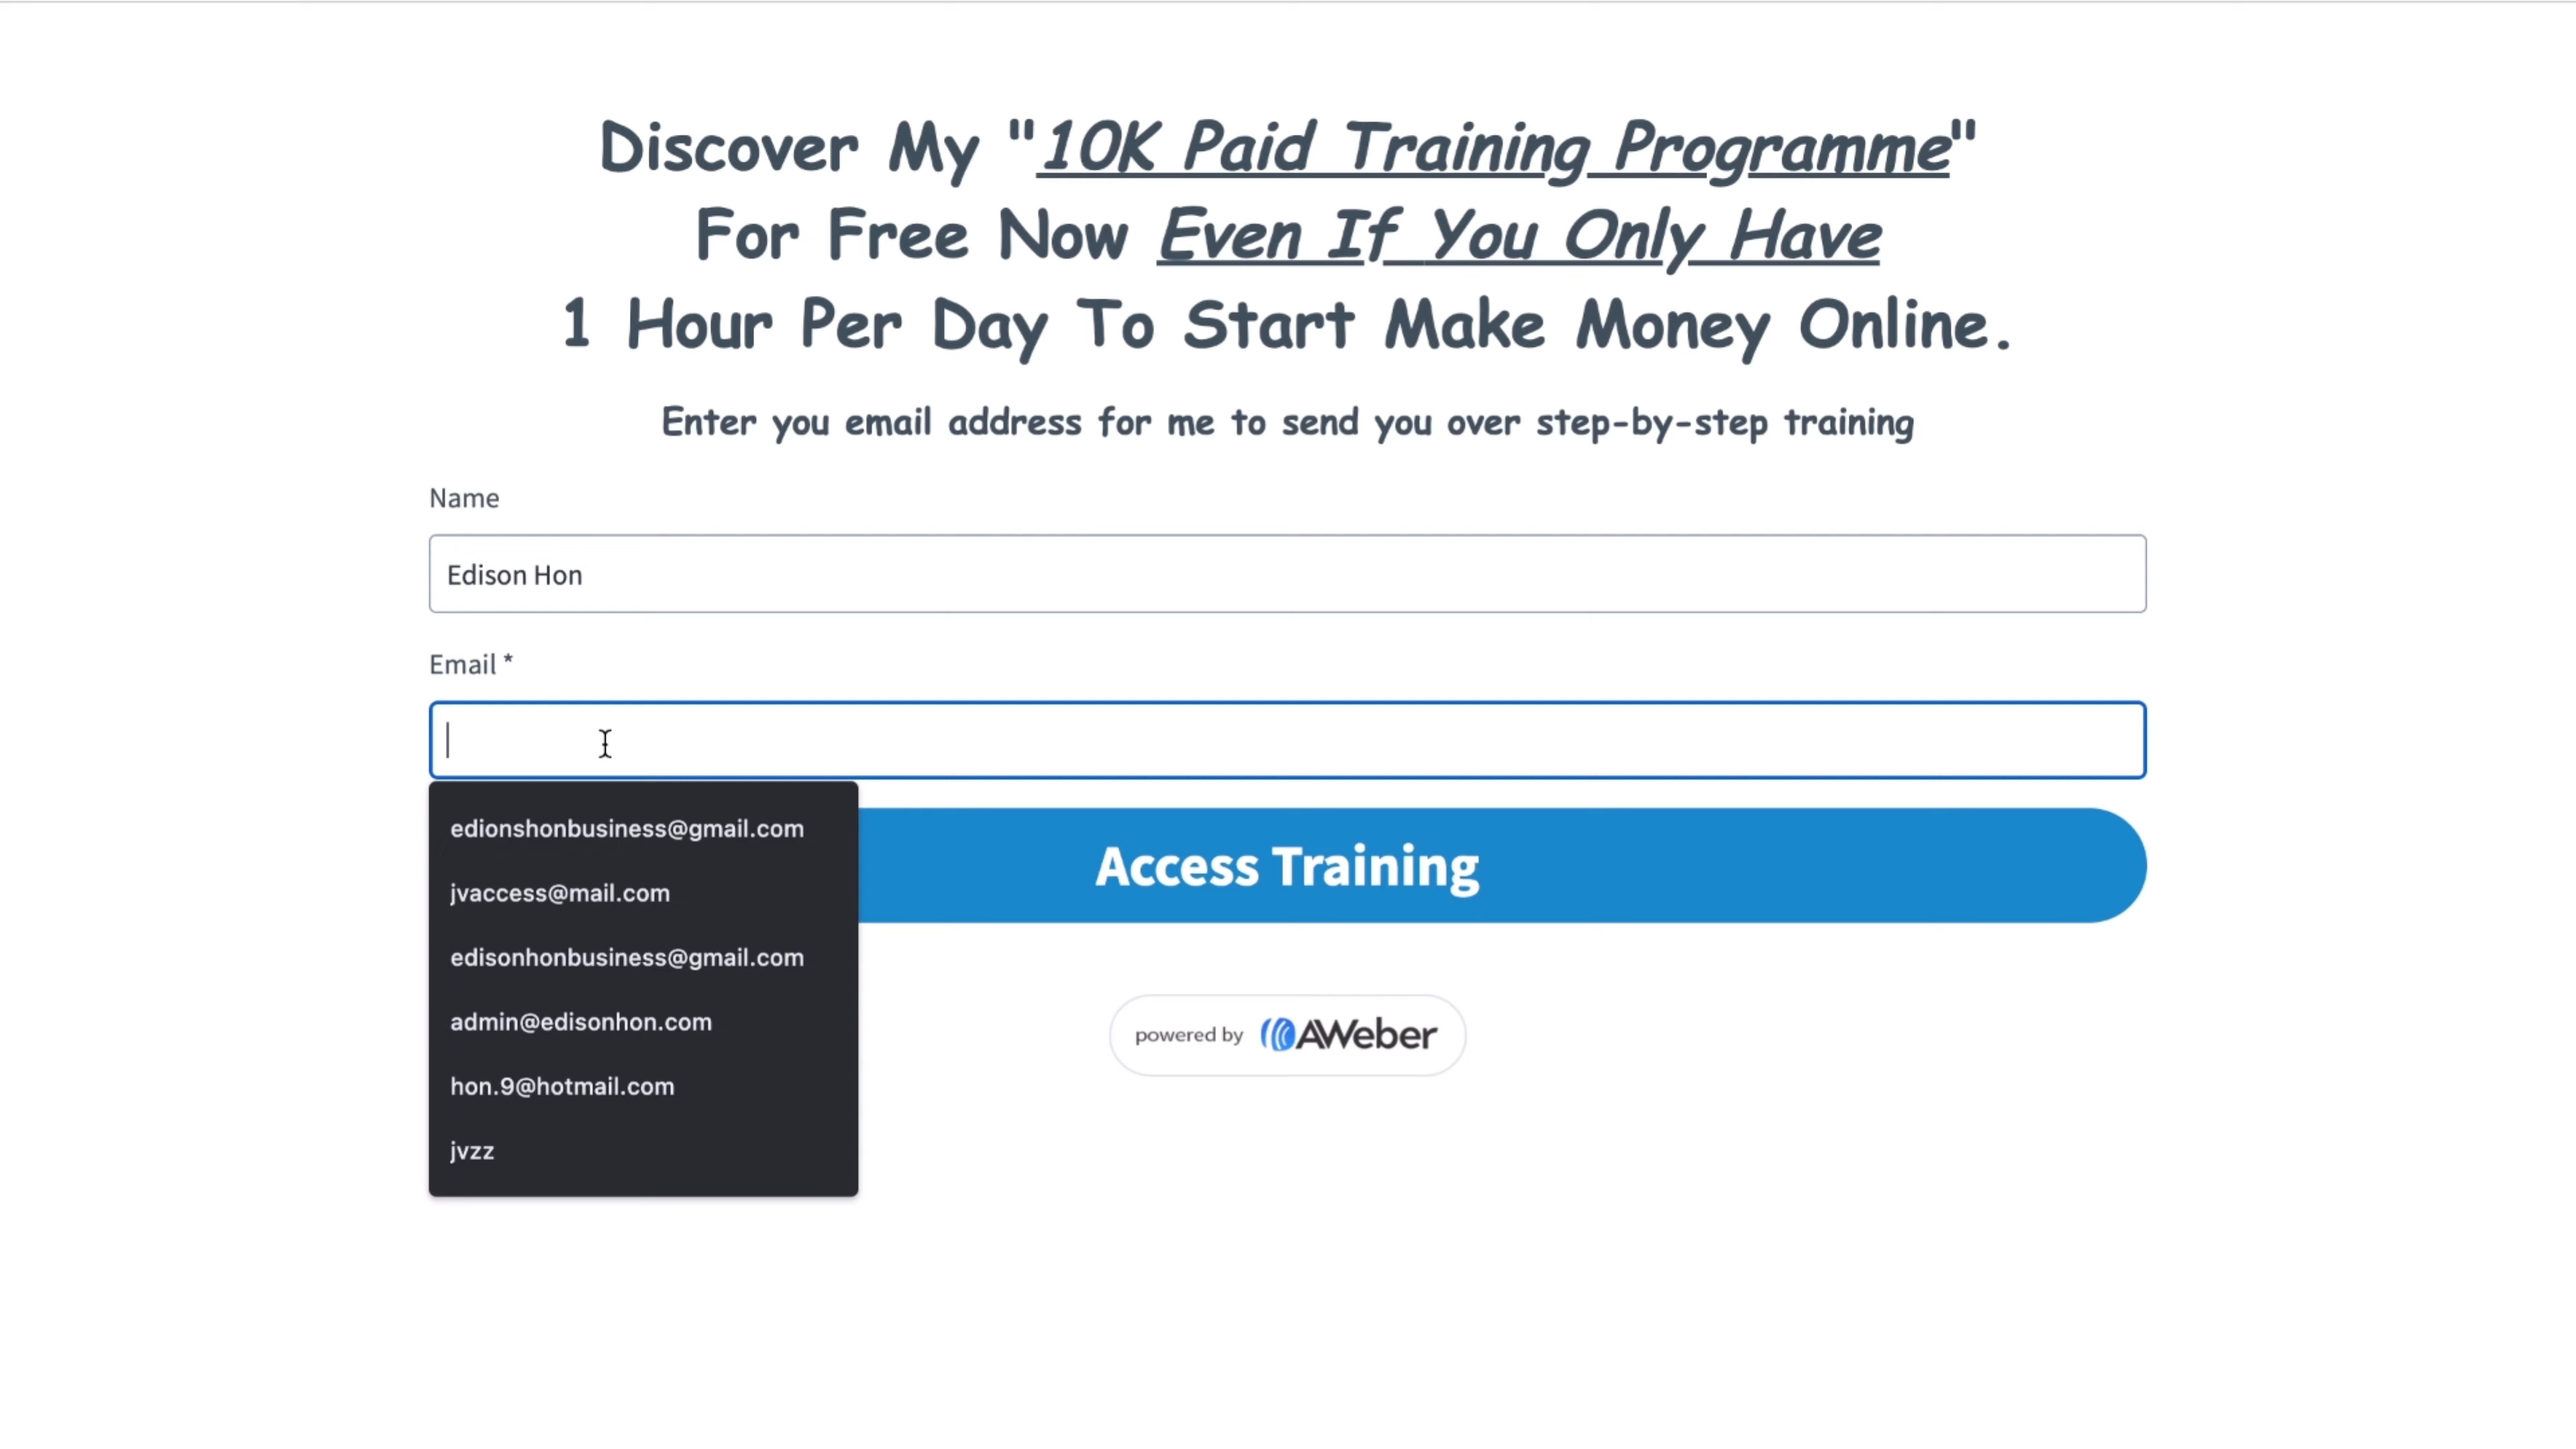 Discover My "10K Paid Training Programme"
For Free Now Even If You Only Have
1 Hour Per Day To Start Make Money Online.
Enter you email address for me to send you over step-by-step training
Name
Edison Hon
Email *
edionshonbusiness@gmail.com
jvaccess@mail.com
edisonhonbusiness@gmail.com
admin@edisonhon.com
hon.9@hotmail.com
jvzz
Access Training
powered by AWeber